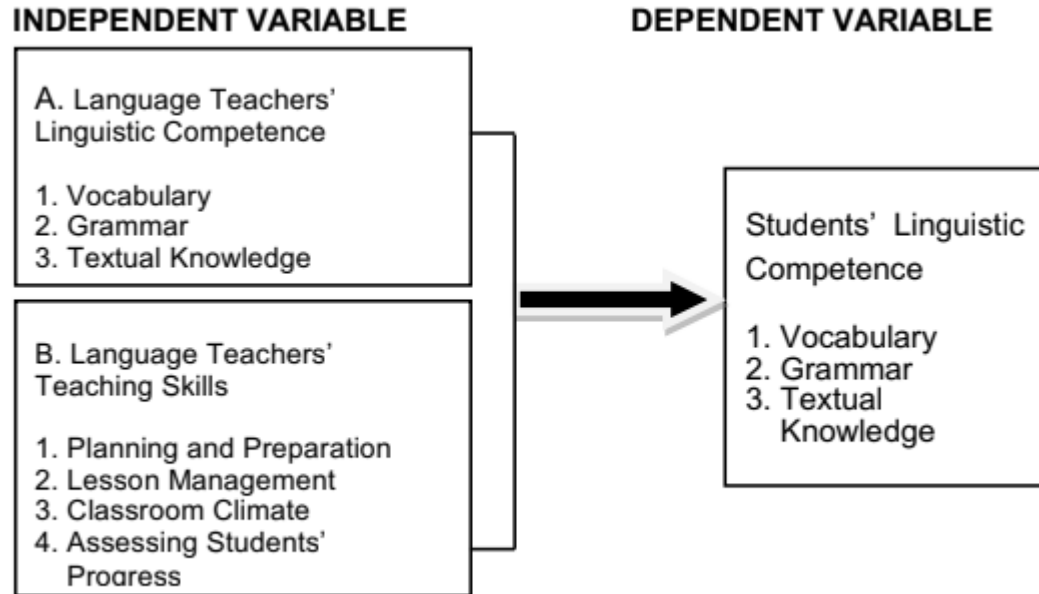 INDEPENDENT VARIABLE
DEPENDENT VARIABLE
A. Language Teachers’
Linguistic Competence
1. Vocabulary
2. Grammar
3. Textual Knowledge
B. Language Teachers’
Teaching Skills
1. Planning and Preparation
2. Lesson Management
3. Classroom Climate
4. Assessing Students’
Progress
Students’ Linguistic
Competence
1. Vocabulary
2. Grammar
3. Textual
Knowledge